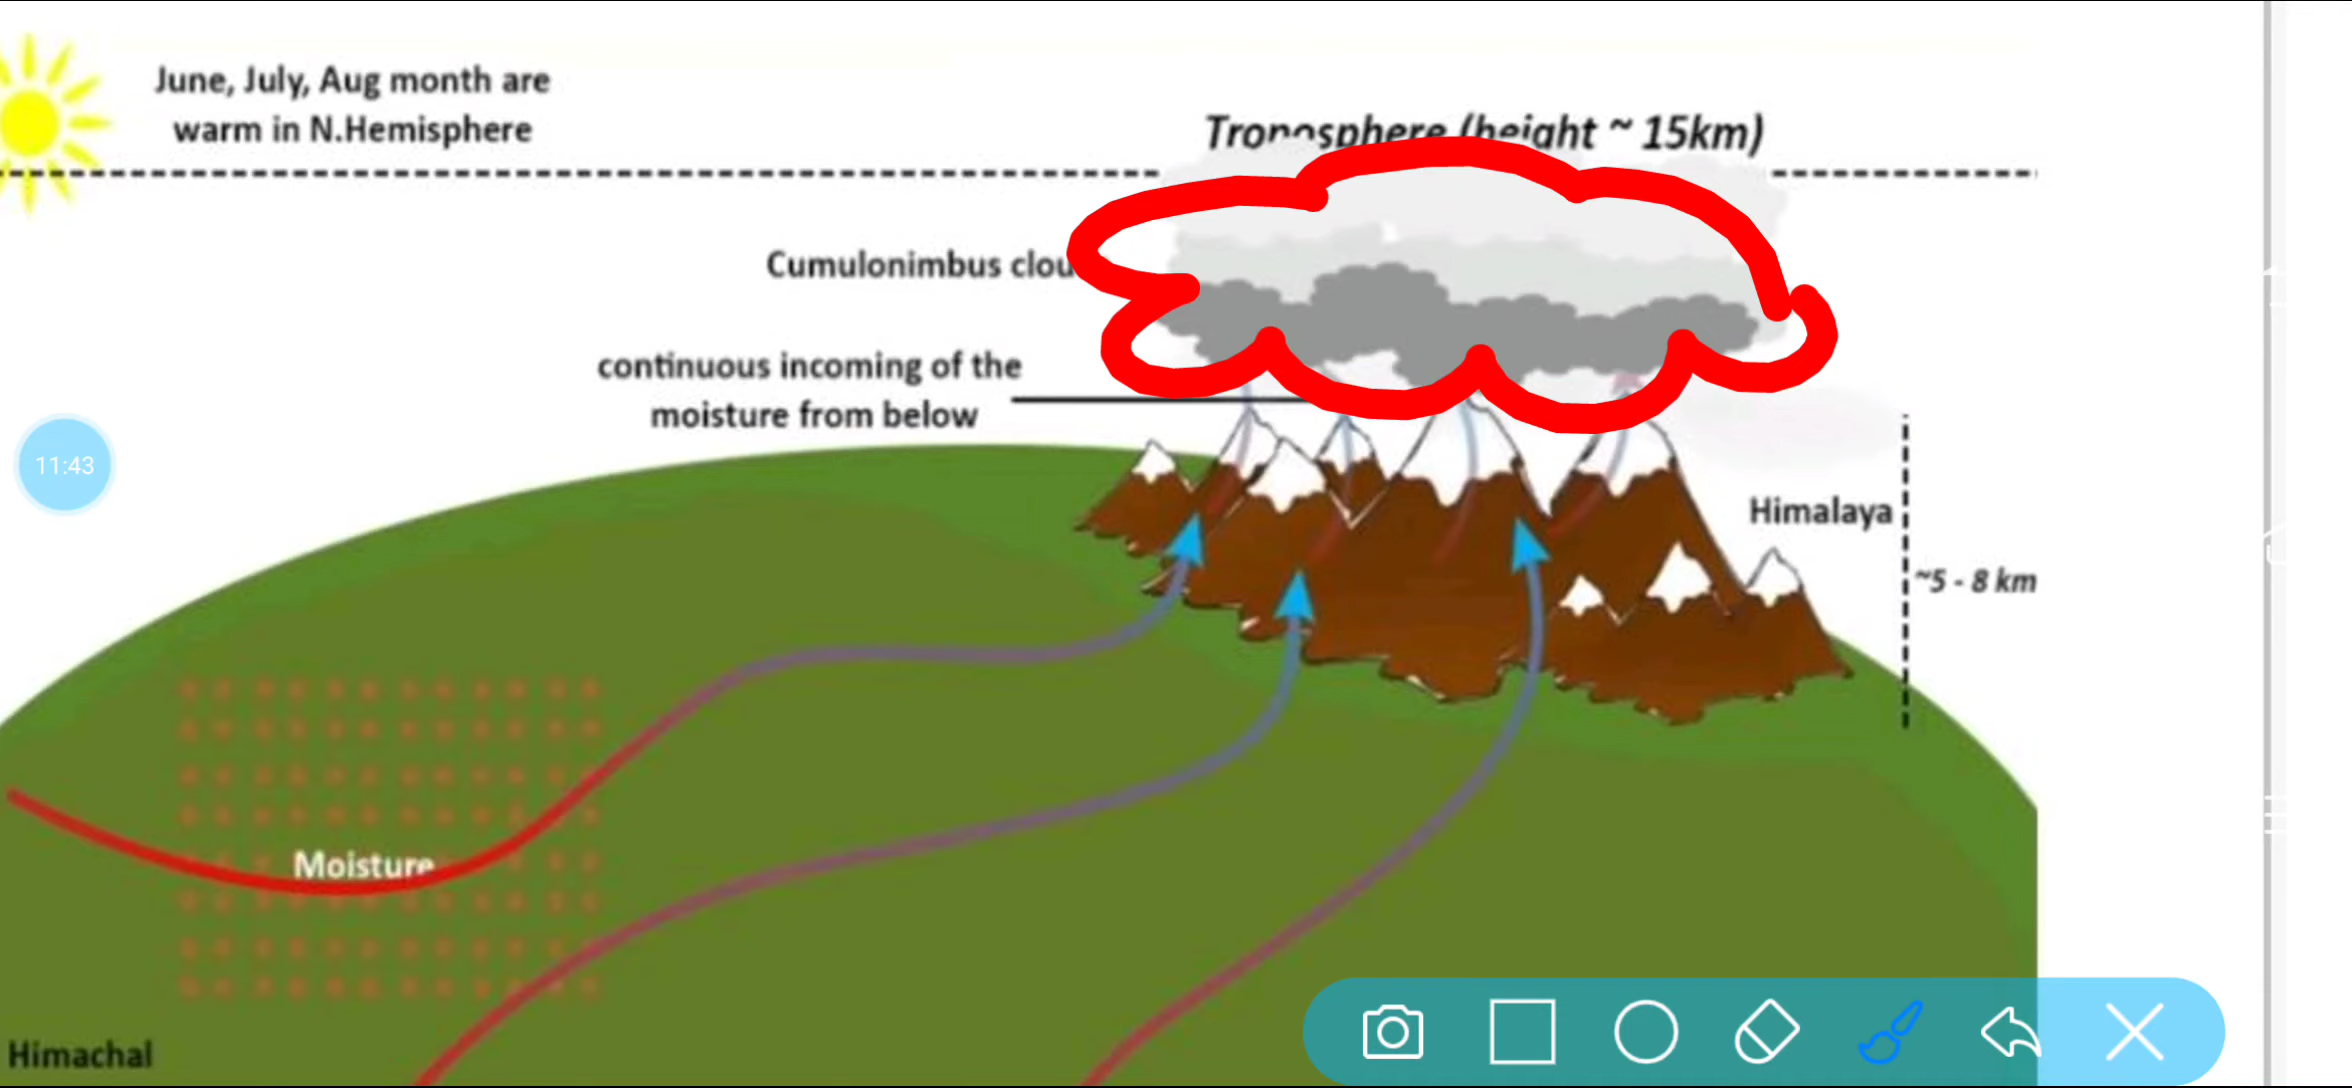 June, July, Aug month are
warm in N.Hemisphere
Troposphere (height ~ 15km)
Cumulonimbus clou
continuous incoming of the
moisture from below
11:43
Himalaya
~5 - 8 km
Moisture
Himachal